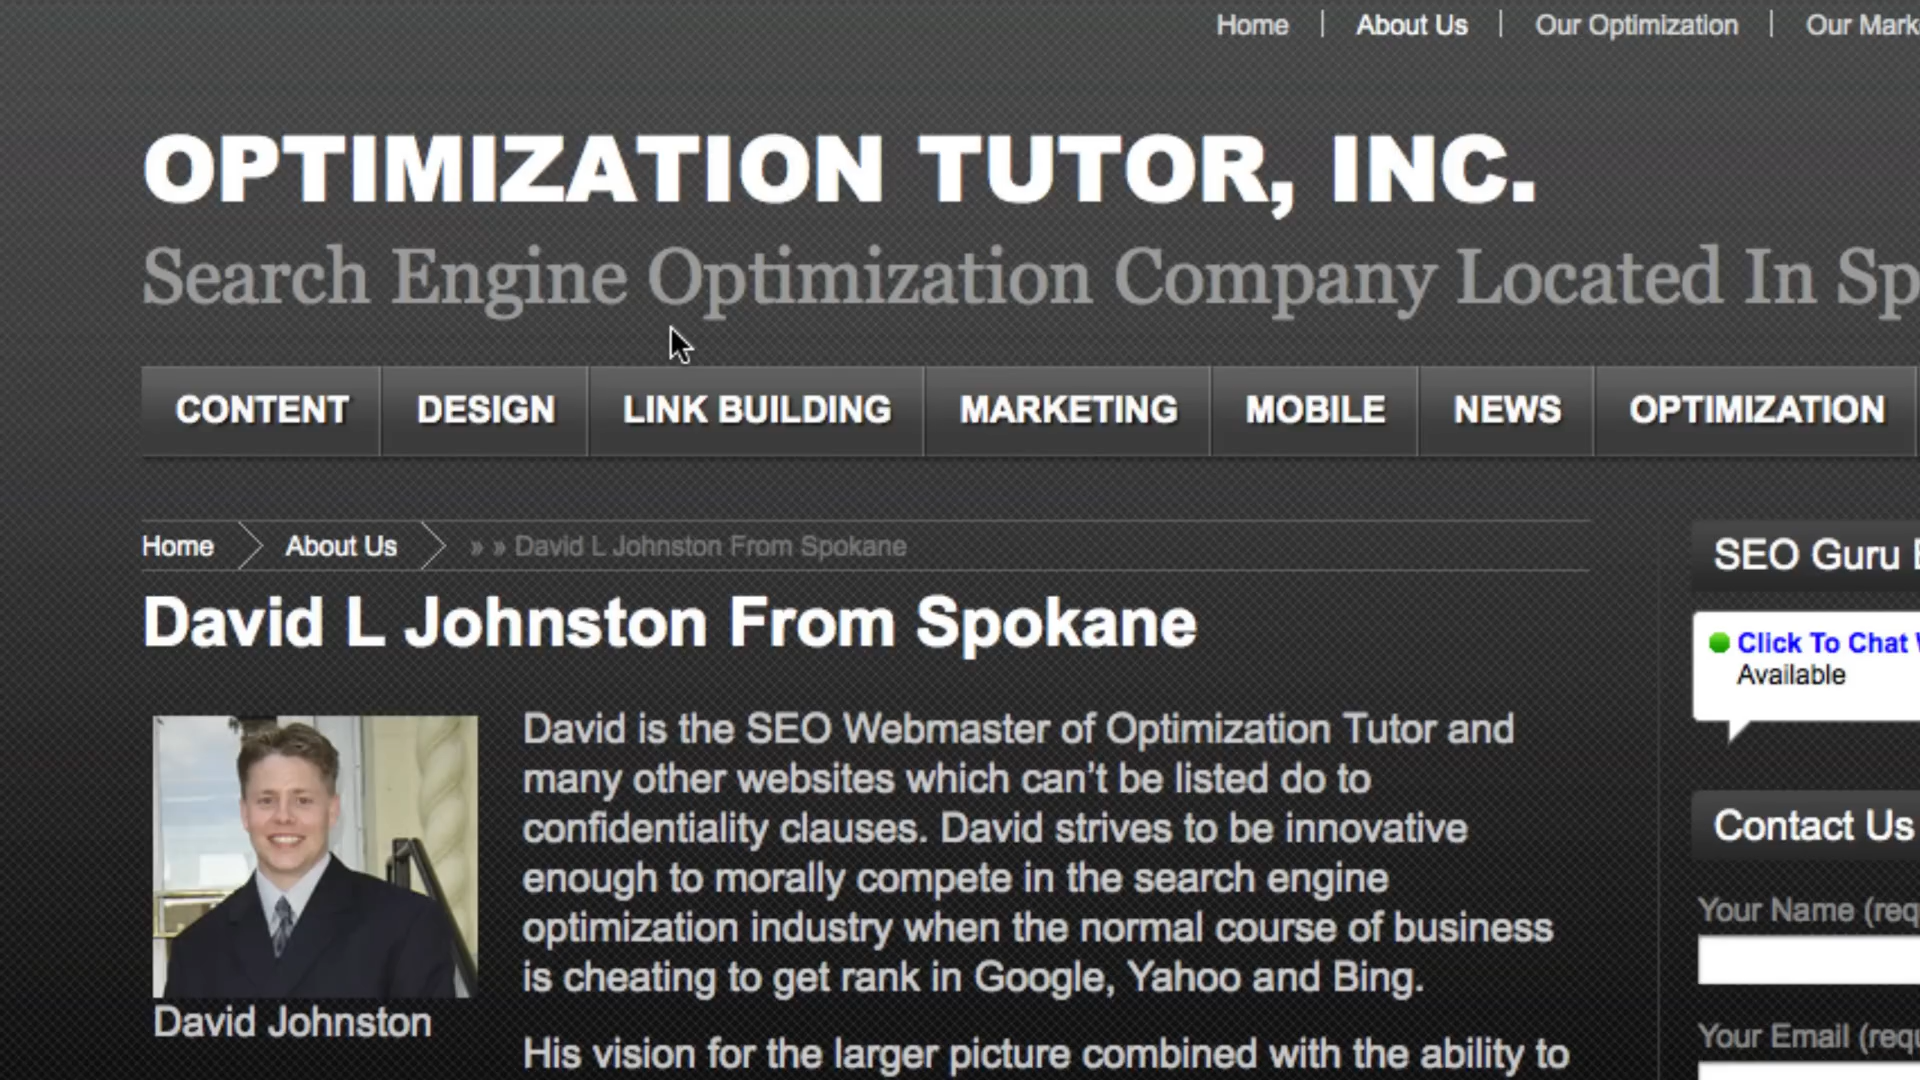 Home | About Us | Our Optimization | Our
OPTIMIZATION TUTOR, INC.
Search Engine Optimization Company Located In
CONTENT DESIGN LINK BUILDING MARKETING MOBILE NEWS OPTIMIZATION
Home About Us » » David L Johnston From Spokane
SEO Guru
David L Johnston From Spokane
Click To Chat
Available
David is the SEO Webmaster of Optimization Tutor and
many other websites which can't be listed do to
confidentiality clauses. David strives to be innovative
enough to morally compete in the search engine
optimization industry when the normal course of business
is cheating to get rank in Google, Yahoo and Bing.
His vision for the larger picture combined with the ability to
David Johnston
Contact Us
Your Name
Your Email